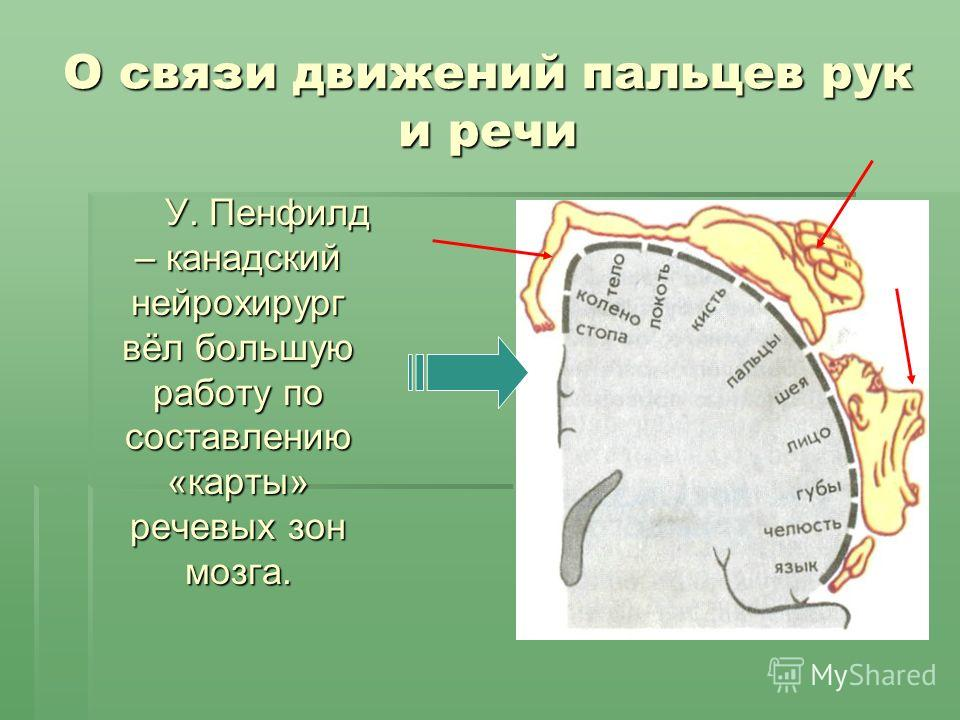 О связи движений пальцев рук
и речи
У. Пенфилд
– канадский
нейрохирург
вёл большую
работу по
составлению
«карты»
речевых зон
мозга.
тело
колено
стопа
локоть
кисть
пальцы
шея
лицо
губы
челюсть
язык
MyShared